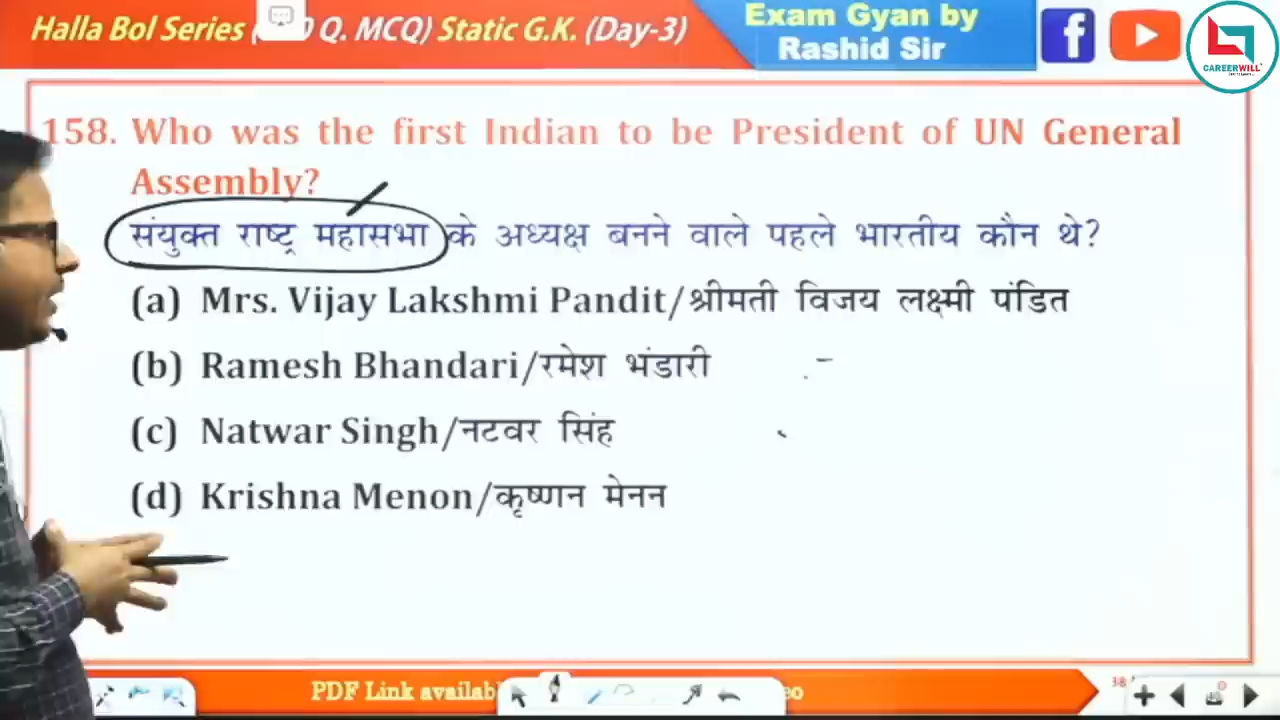 Halla Bol Series ( 0 Q. MCQ) Static G.K. (Day-3)
Exam Gyan by
Rashid Sir
CAREERWILL
158. Who was the first Indian to be President of UN General
Assembly?
संयुक्त राष्ट्र महासभा के अध्यक्ष बनने वाले पहले भारतीय कौन थे?
(a) Mrs. Vijay Lakshmi Pandit/श्रीमती विजय लक्ष्मी पंडित
(b) Ramesh Bhandari/रमेश भंडारी
(c) Natwar Singh/नटवर सिंह
(d) Krishna Menon/कृष्णन मेनन
PDF Link